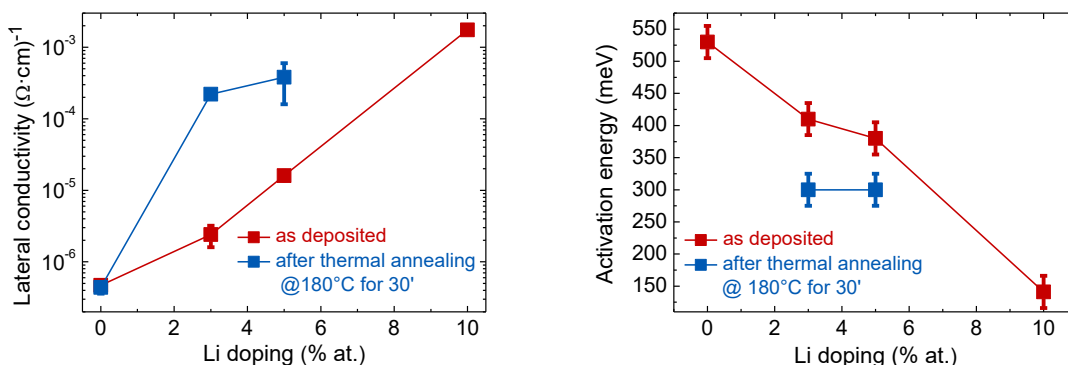 Lateral conductivity (Ω·cm)-1
10-3
10-4
10-5
10-6
as deposited
after thermal annealing
@180°C for 30'
0 2 4 6 8 10
Li doping (% at.)
Activation energy (meV)
550
500
450
400
350
300
250
200
150
as deposited
after thermal annealing
@ 180°C for 30'
0 2 4 6 8 10
Li doping (% at.)